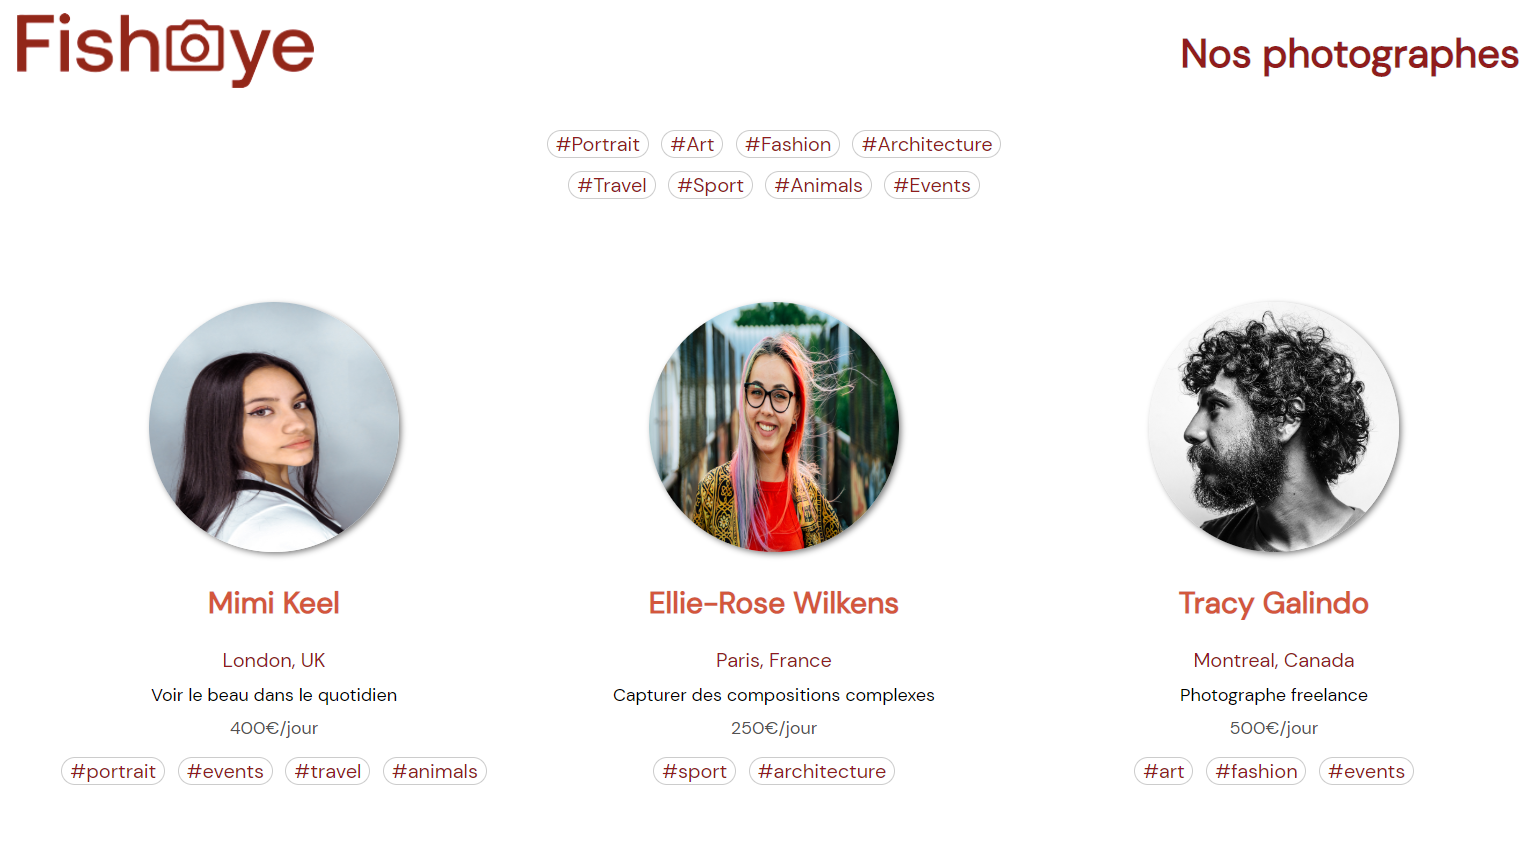 Fisheye
Nos photographes
#Portrait #Art #Fashion #Architecture
#Travel #Sport #Animals #Events
Mimi Keel
London, UK
Voir le beau dans le quotidien
400€/jour
#portrait #events #travel #animals
Ellie-Rose Wilkens
Paris, France
Capturer des compositions complexes
250€/jour
#sport #architecture
Tracy Galindo
Montreal, Canada
Photographe freelance
500€/jour
#art #fashion #events